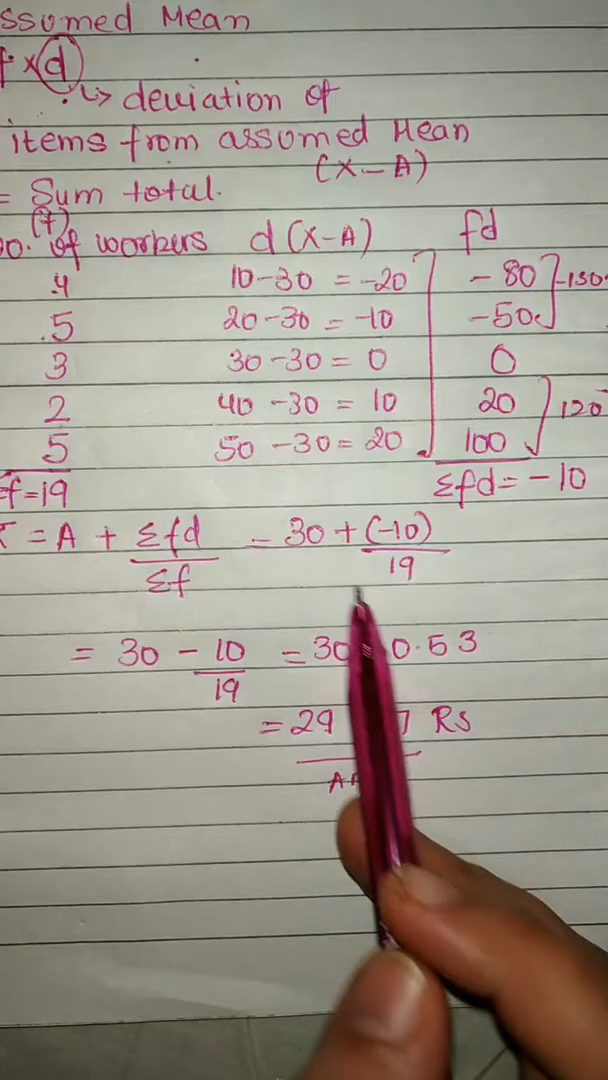 ssumed Mean
f × d
↳ deviation of
items from assumed Mean
(X – A)
= Sum total.
(f)
No. of workers d (X-A) fd
4 10-30 = -20 -80 -130
5 20-30 = -10 -50
3 30-30 = 0 0
2 40-30 = 10 20 120
5 50-30 = 20 100
Σf=19 Σfd = -10
= A + Σfd/Σf = 30 + (-10)/19
= 30 - 10/19 = 30 - 0.53
= 29 7 RS